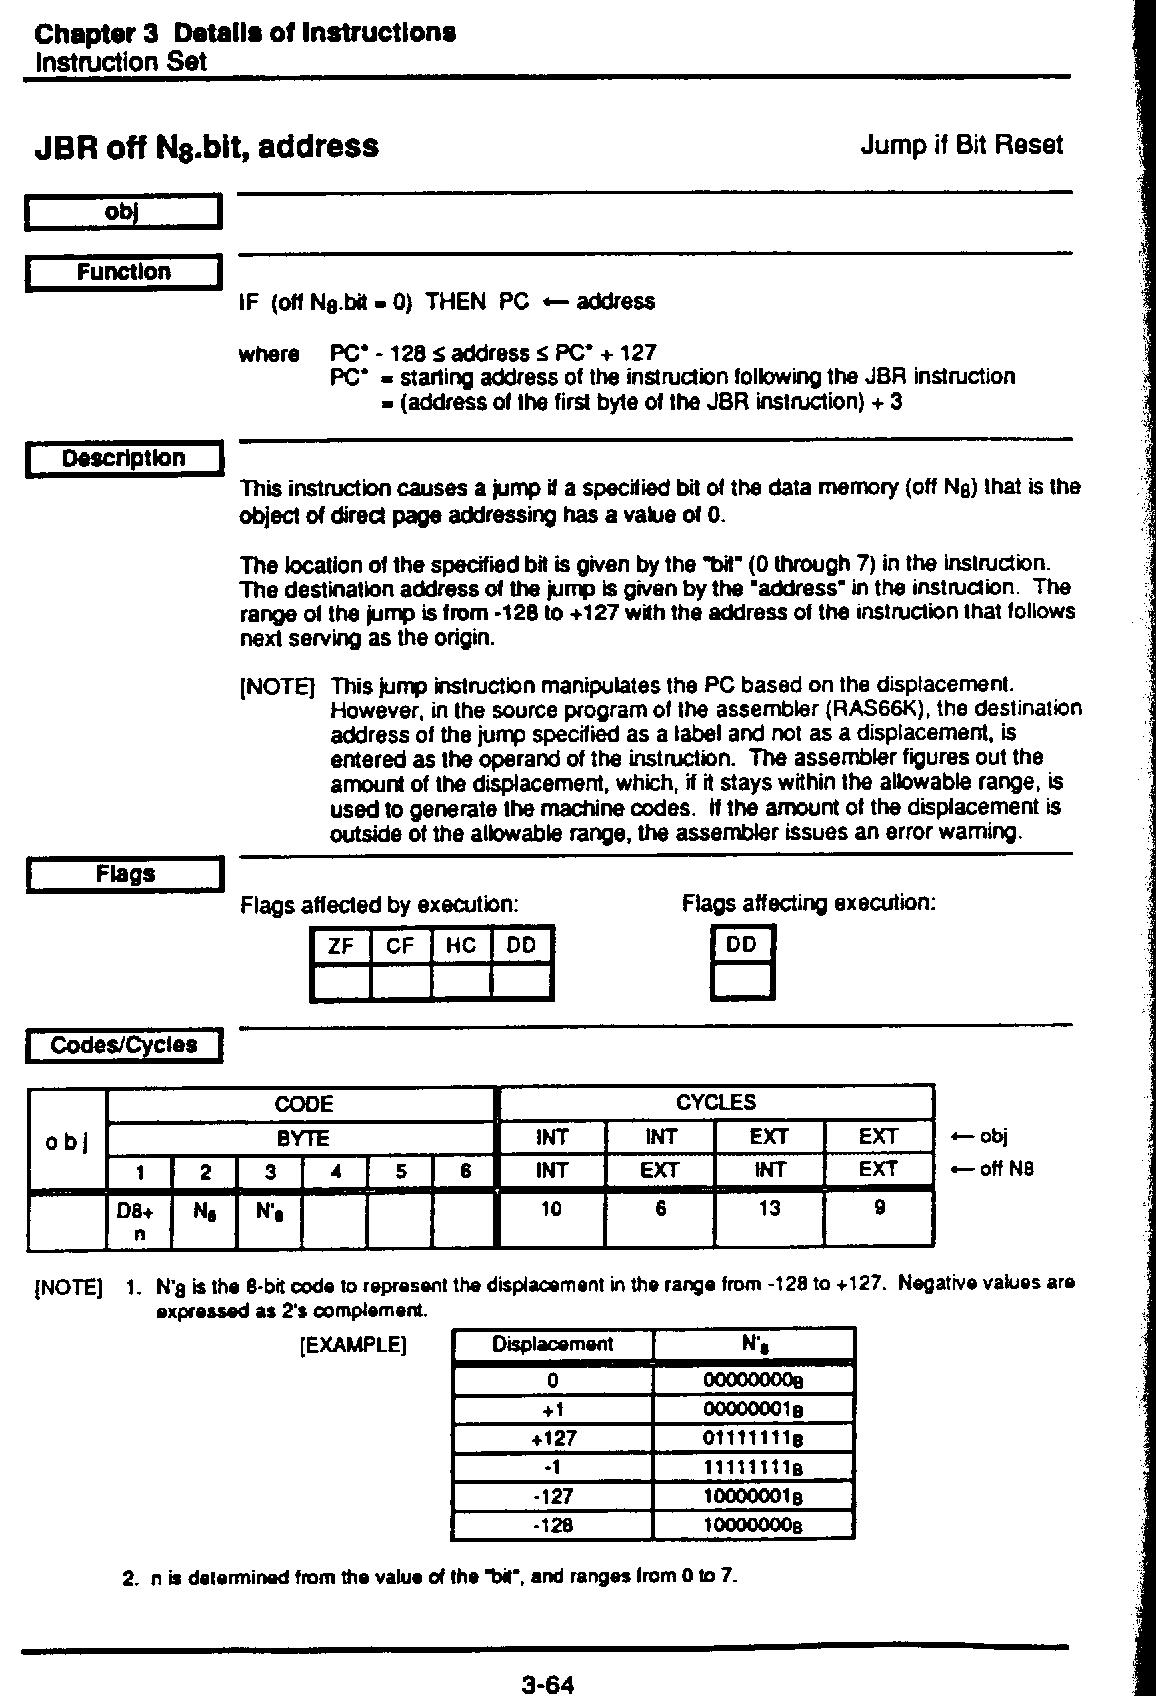 Chapter 3 Details of Instructions
Instruction Set
JBR off N8.bit, address Jump if Bit Reset
obj
Function
IF (off N8.bit = 0) THEN PC ← address
where PC* - 128 ≤ address ≤ PC* + 127
PC* = starting address of the instruction following the JBR instruction
= (address of the first byte of the JBR instruction) + 3
Description
This instruction causes a jump if a specified bit of the data memory (off N8) that is the
object of direct page addressing has a value of 0.
The location of the specified bit is given by the "bit" (0 through 7) in the instruction.
The destination address of the jump is given by the "address" in the instruction. The
range of the jump is from -128 to +127 with the address of the instruction that follows
next serving as the origin.
[NOTE] This jump instruction manipulates the PC based on the displacement.
However, in the source program of the assembler (RAS66K), the destination
address of the jump specified as a label and not as a displacement, is
entered as the operand of the instruction. The assembler figures out the
amount of the displacement, which, if it stays within the allowable range, is
used to generate the machine codes. If the amount of the displacement is
outside of the allowable range, the assembler issues an error warning.
Flags
Flags affected by execution: Flags affecting execution:
ZF CF HC DD DD
Codes/Cycles
obj CODE CYCLES
BYTE INT INT EXT EXT ← obj
1 2 3 4 5 6 INT EXT INT EXT ← off N8
D8+ N8 N'8 10 6 13 9
n
[NOTE] 1. N'8 is the 8-bit code to represent the displacement in the range from -128 to +127. Negative values are
expressed as 2's complement.
[EXAMPLE] Displacement N'8
0 00000000B
+1 00000001B
+127 01111111B
-1 11111111B
-127 10000001B
-128 10000000B
2. n is determined from the value of the "bit", and ranges from 0 to 7.
3-64